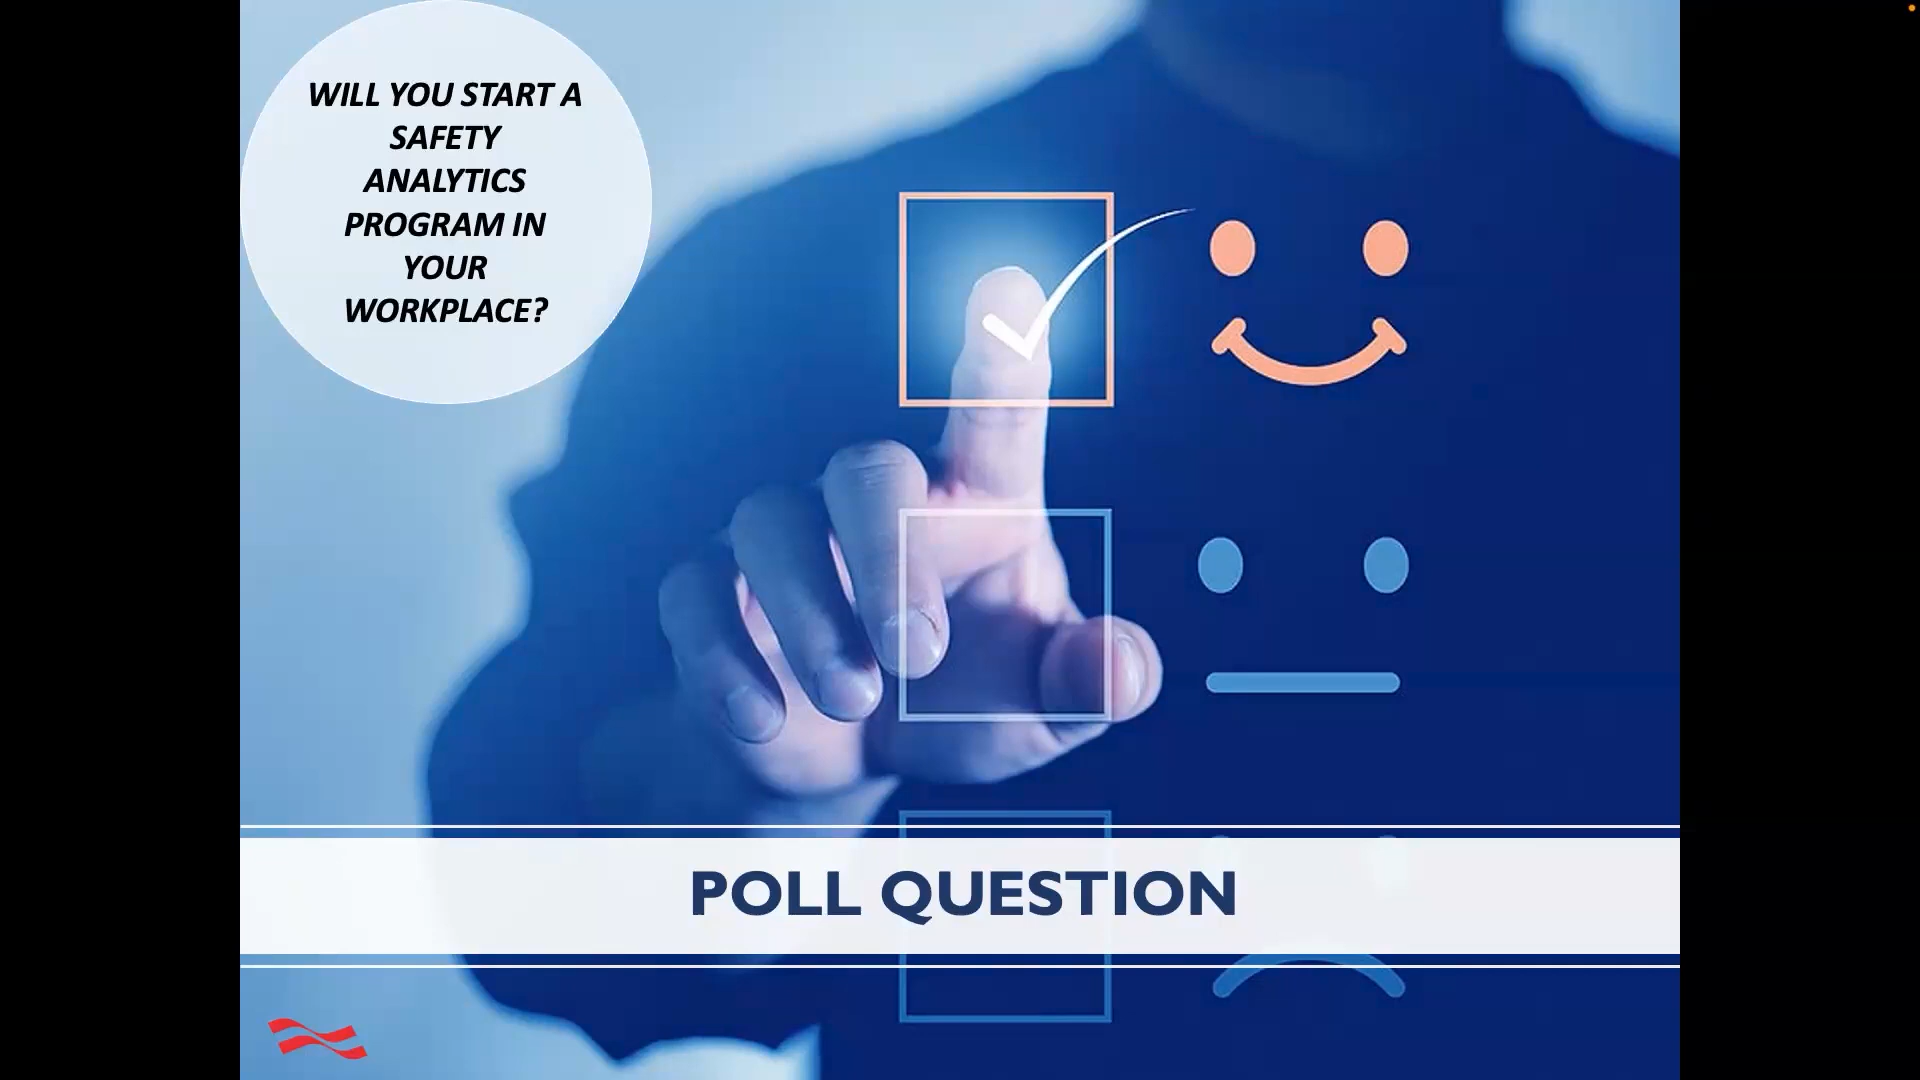 WILL YOU START A
SAFETY
ANALYTICS
PROGRAM IN
YOUR
WORKPLACE?
POLL QUESTION